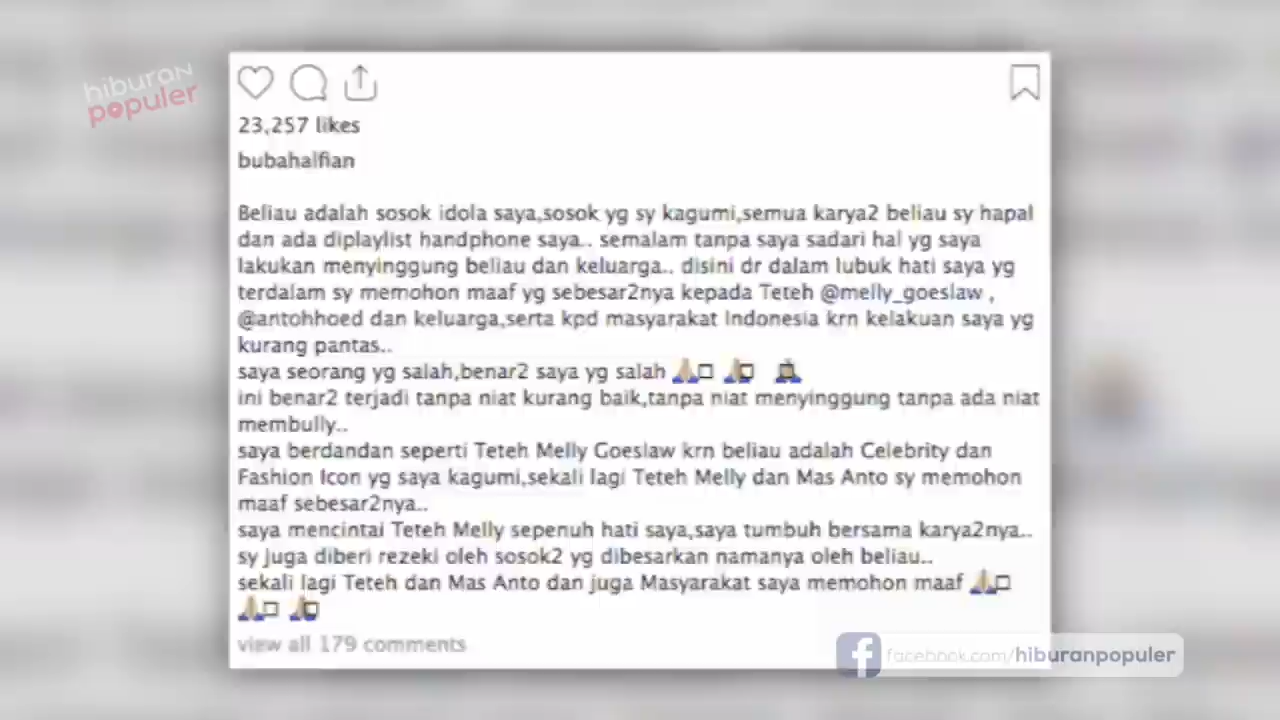 hiburan
populer
23,257 likes
bubahalfian
Beliau adalah sosok idola saya,sosok yg sy kagumi,semua karya2 beliau sy hapal
dan ada diplaylist handphone saya.. semalam tanpa saya sadari hal yg saya
lakukan menyinggung beliau dan keluarga.. disini dr dalam lubuk hati saya yg
terdalam sy memohon maaf yg sebesar2nya kepada Teteh @melly_goeslaw ,
@antohhoed dan keluarga,serta kpd masyarakat Indonesia krn kelakuan saya yg
kurang pantas..
saya seorang yg salah,benar2 saya yg salah 🙏🏻 🙏🏻 🙏🏻
ini benar2 terjadi tanpa niat kurang baik,tanpa niat menyinggung tanpa ada niat
membully..
saya berdandan seperti Teteh Melly Goeslaw krn beliau adalah Celebrity dan
Fashion Icon yg saya kagumi,sekali lagi Teteh Melly dan Mas Anto sy memohon
maaf sebesar2nya..
saya mencintai Teteh Melly sepenuh hati saya,saya tumbuh bersama karya2nya..
sy juga diberi rezeki oleh sosok2 yg dibesarkan namanya oleh beliau..
sekali lagi Teteh dan Mas Anto dan juga Masyarakat saya memohon maaf 🙏🏻
🙏🏻 🙏🏻
view all 179 comments
facebook.com/hiburanpopuler